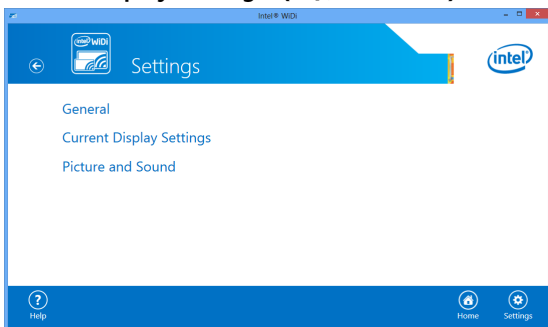 Intel® WiDi
intel WiDi
Settings
intel
General
Current Display Settings
Picture and Sound
?
Help
Home
Settings